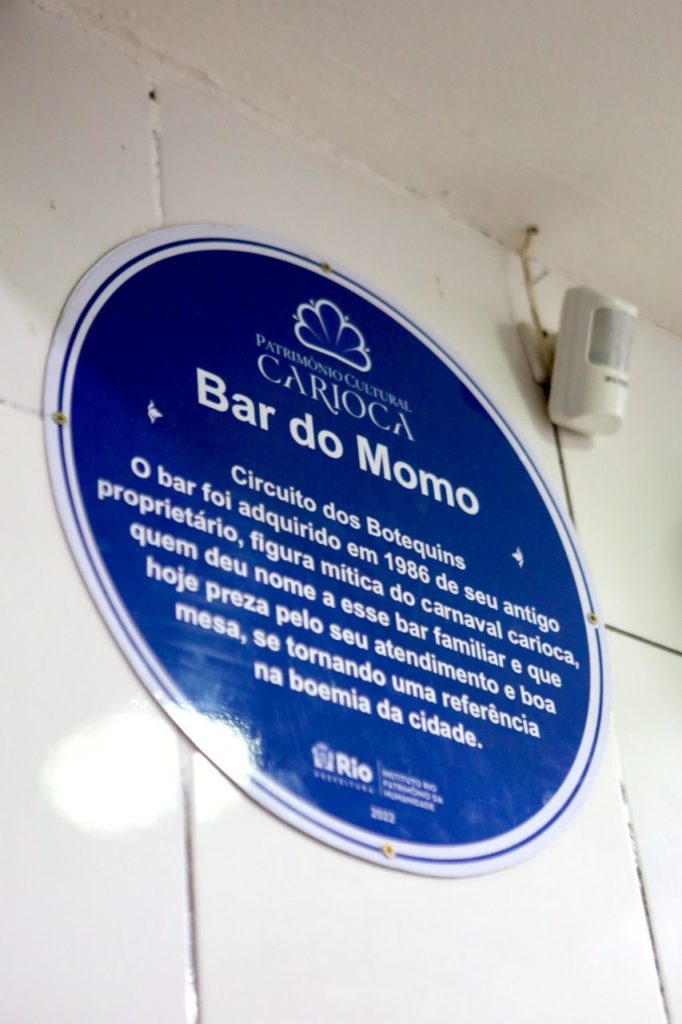 PATRIMÔNIO CULTURAL
CARIOCA
Bar do Momo
Circuito dos Botequins
O bar foi adquirido em 1986 de seu antigo
proprietário, figura mítica do carnaval carioca,
quem deu nome a esse bar familiar e que
hoje preza pelo seu atendimento e boa
mesa, se tornando uma referência
na boemia da cidade.
Rio
PREFEITURA
INSTITUTO RIO
PATRIMÔNIO DA
HUMANIDADE
2022